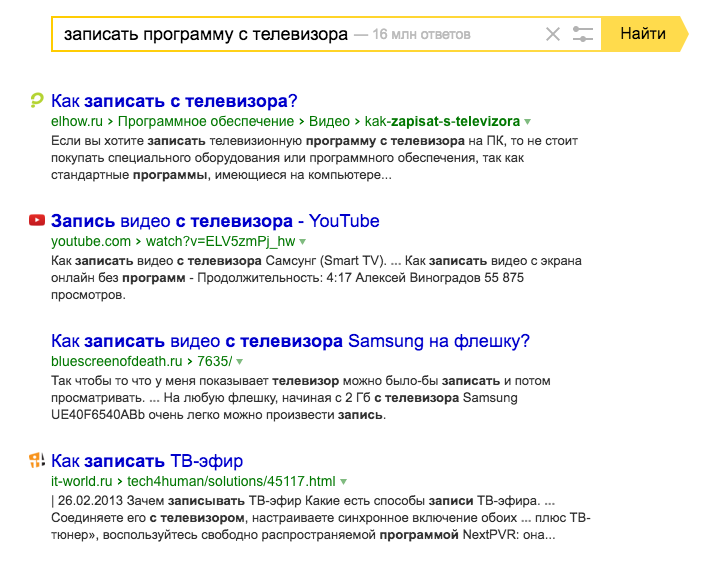 записать программу с телевизора — 16 млн ответов Найти
Как записать с телевизора?
elhow.ru › Программное обеспечение › Видео › kak-zapisat-s-televizora
Если вы хотите записать телевизионную программу с телевизора на ПК, то не стоит
покупать специального оборудования или программного обеспечения, так как
стандартные программы, имеющиеся на компьютере...
Запись видео с телевизора - YouTube
youtube.com › watch?v=ELV5zmPj_hw
Как записать видео с телевизора Самсунг (Smart TV). ... Как записать видео с экрана
онлайн без программ - Продолжительность: 4:17 Алексей Виноградов 55 875
просмотров.
Как записать видео с телевизора Samsung на флешку?
bluescreenofdeath.ru › 7635/
Так чтобы то что у меня показывает телевизор можно было-бы записать и потом
просматривать. ... На любую флешку, начиная с 2 Гб с телевизора Samsung
UE40F6540ABb очень легко можно произвести запись.
Как записать ТВ-эфир
it-world.ru › tech4human/solutions/45117.html
| 26.02.2013 Зачем записывать ТВ-эфир Какие есть способы записи ТВ-эфира. ...
Соединяете его с телевизором, настраиваете синхронное включение обоих ... плюс ТВ-
тюнер», воспользуйтесь свободно распространяемой программой NextPVR: она...